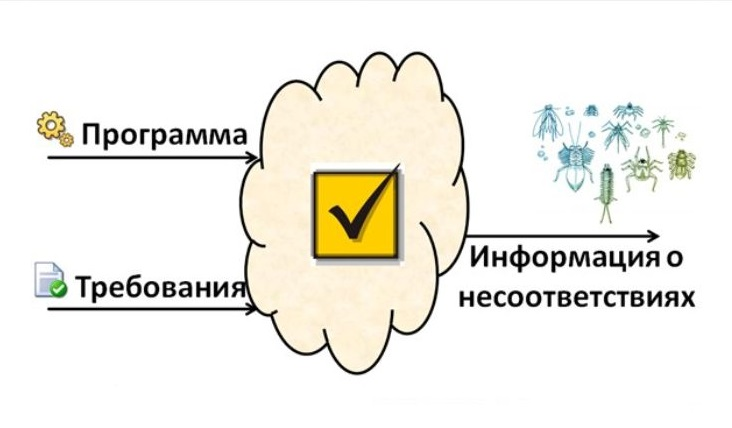 Программа
Требования
Информация о
несоответствиях